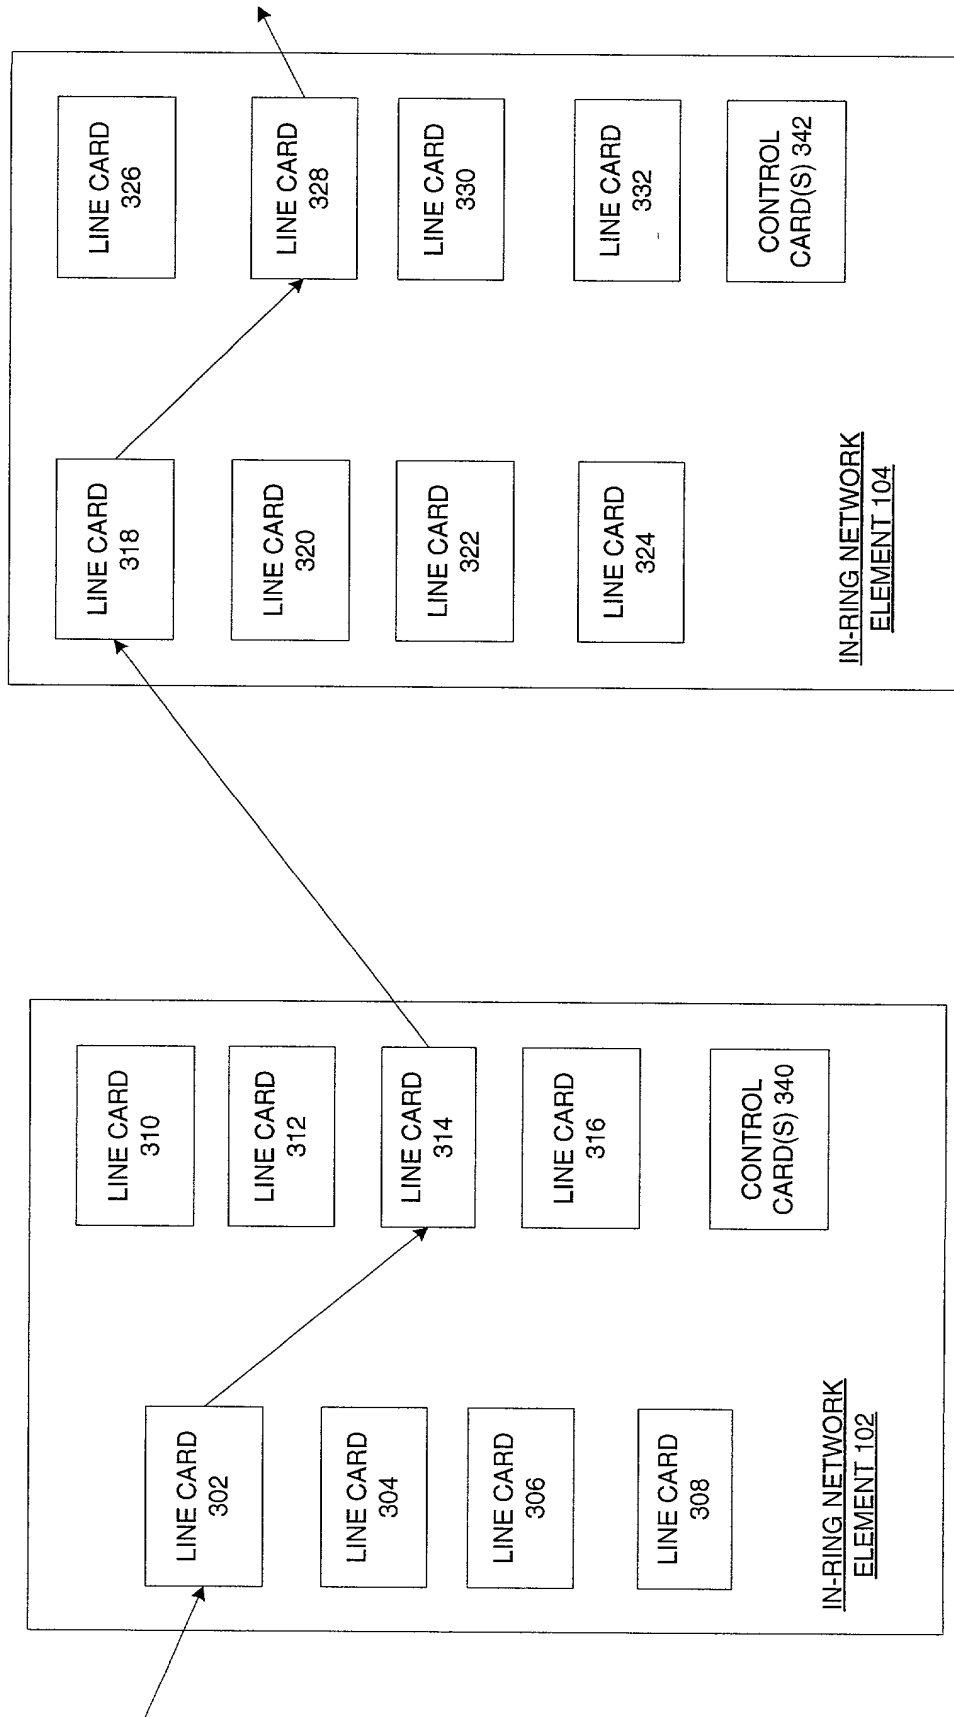 LINE CARD
302
LINE CARD
304
LINE CARD
306
LINE CARD
308
IN-RING NETWORK
ELEMENT 102
LINE CARD
310
LINE CARD
312
LINE CARD
314
LINE CARD
316
CONTROL
CARD(S) 340
LINE CARD
318
LINE CARD
320
LINE CARD
322
LINE CARD
324
IN-RING NETWORK
ELEMENT 104
LINE CARD
326
LINE CARD
328
LINE CARD
330
LINE CARD
332
CONTROL
CARD(S) 342